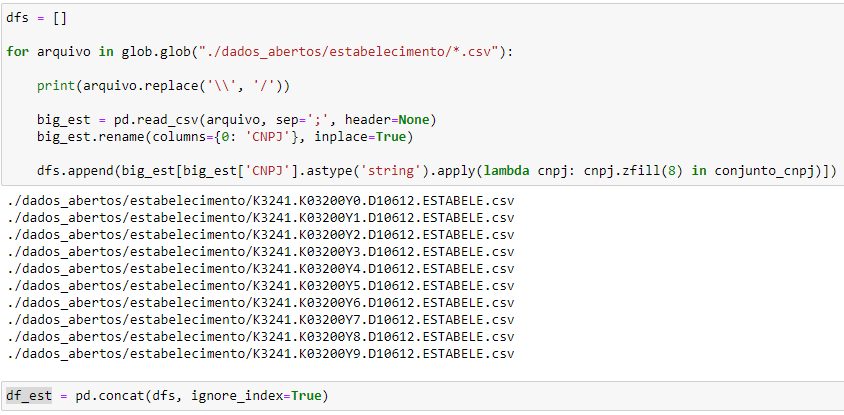 dfs = []
for arquivo in glob.glob("./dados_abertos/estabelecimento/*.csv"):
print(arquivo.replace('\\', '/'))
big_est = pd.read_csv(arquivo, sep=';', header=None)
big_est.rename(columns={0: 'CNPJ'}, inplace=True)
dfs.append(big_est[big_est['CNPJ'].astype('string').apply(lambda cnpj: cnpj.zfill(8) in conjunto_cnpj)])
./dados_abertos/estabelecimento/K3241.K03200Y0.D10612.ESTABELE.csv
./dados_abertos/estabelecimento/K3241.K03200Y1.D10612.ESTABELE.csv
./dados_abertos/estabelecimento/K3241.K03200Y2.D10612.ESTABELE.csv
./dados_abertos/estabelecimento/K3241.K03200Y3.D10612.ESTABELE.csv
./dados_abertos/estabelecimento/K3241.K03200Y4.D10612.ESTABELE.csv
./dados_abertos/estabelecimento/K3241.K03200Y5.D10612.ESTABELE.csv
./dados_abertos/estabelecimento/K3241.K03200Y6.D10612.ESTABELE.csv
./dados_abertos/estabelecimento/K3241.K03200Y7.D10612.ESTABELE.csv
./dados_abertos/estabelecimento/K3241.K03200Y8.D10612.ESTABELE.csv
./dados_abertos/estabelecimento/K3241.K03200Y9.D10612.ESTABELE.csv
df_est = pd.concat(dfs, ignore_index=True)